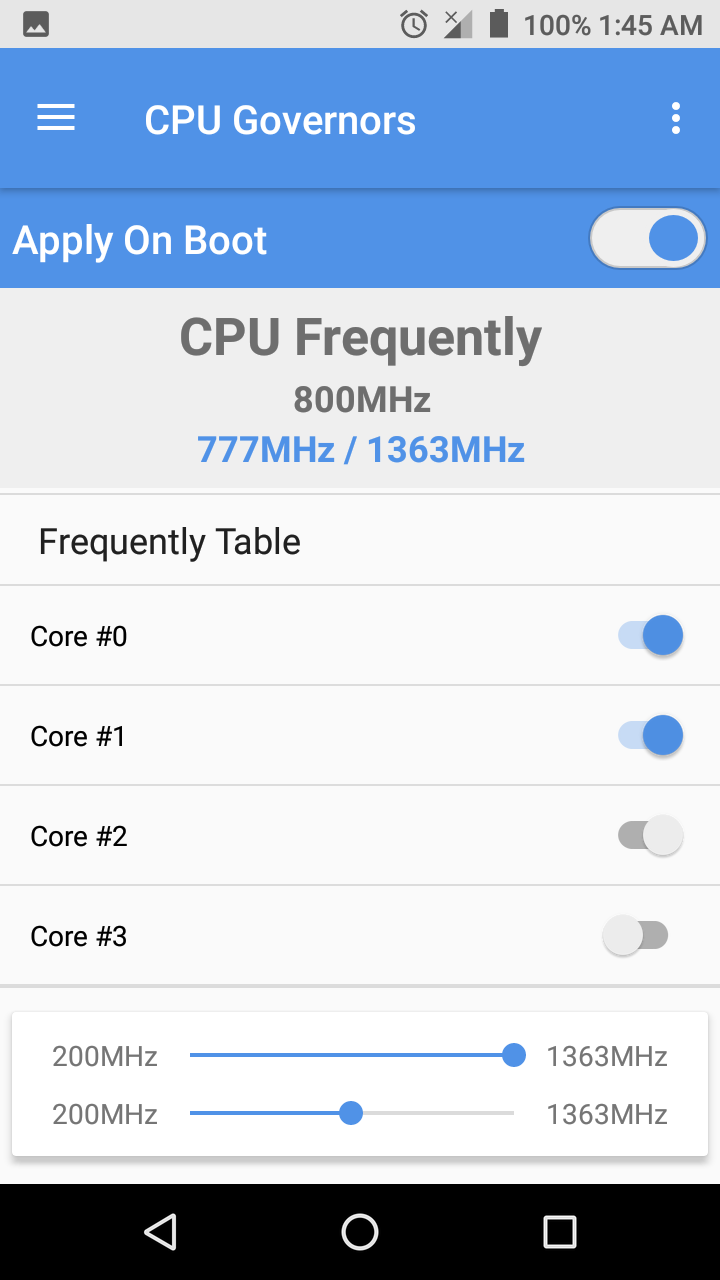 100% 1:45 AM
CPU Governors
Apply On Boot
CPU Frequently
800MHz
777MHz / 1363MHz
Frequently Table
Core #0
Core #1
Core #2
Core #3
200MHz 1363MHz
200MHz 1363MHz